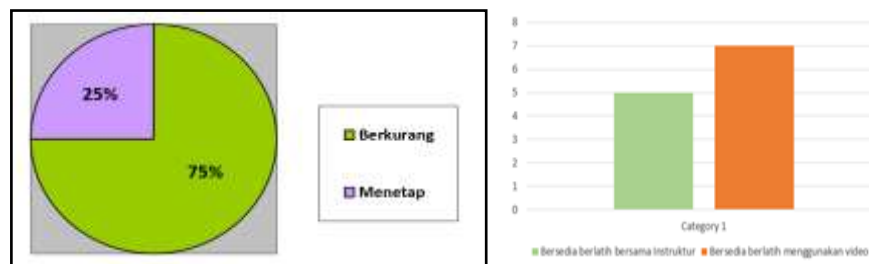 25%
75%
Berkurang
Menetap
8
7
6
5
4
3
2
1
0
Category 1
Bersedia berlatih bersama Instruktur Bersedia berlatih menggunakan video